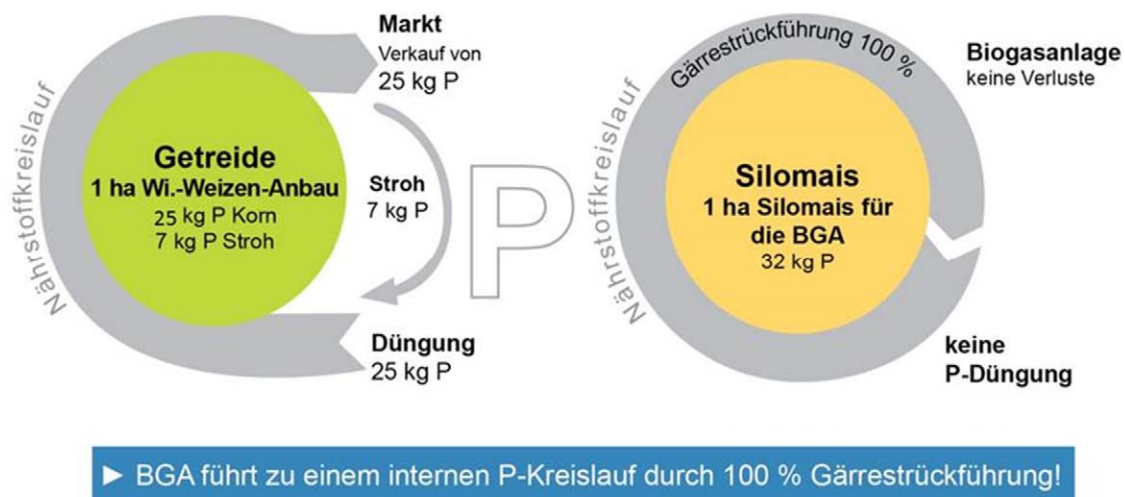 Nährstoffkreislauf
Getreide
1 ha Wi.-Weizen-Anbau
25 kg P Korn
7 kg P Stroh
Markt
Verkauf von
25 kg P
Stroh
7 kg P
Düngung
25 kg P
P
Nährstoffkreislauf
Gärrestrückführung 100 %
Silomais
1 ha Silomais für
die BGA
32 kg P
Biogasanlage
keine Verluste
keine
P-Düngung
► BGA führt zu einem internen P-Kreislauf durch 100 % Gärrestrückführung!